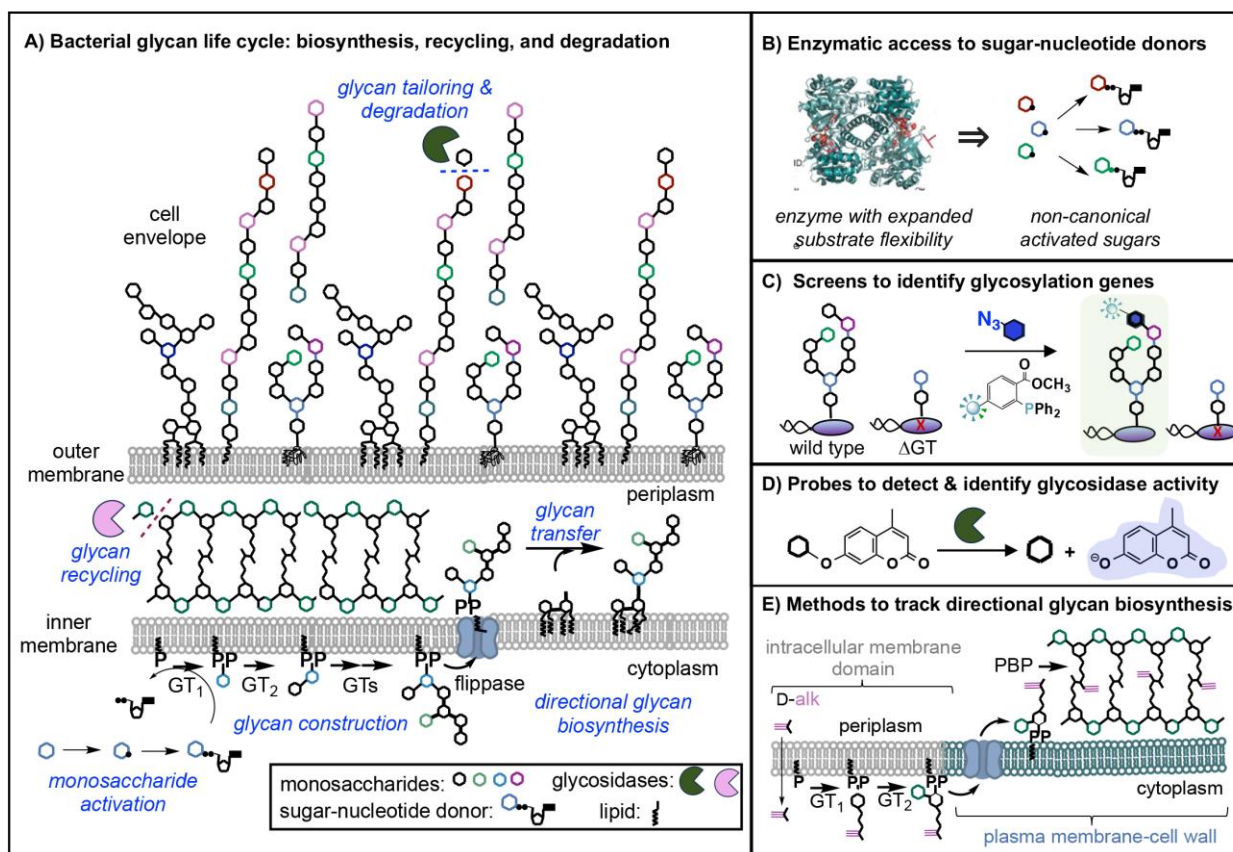 A) Bacterial glycan life cycle: biosynthesis, recycling, and degradation
glycan tailoring &
degradation
cell
envelope
outer
membrane
periplasm
glycan
recycling
glycan
transfer
PP
inner
membrane
cytoplasm
P
PP
PP
PP
GT1
GT2
GTs
flippase
glycan construction
directional glycan
biosynthesis
monosaccharide
activation
monosaccharides:
glycosidases:
sugar-nucleotide donor:
lipid:
B) Enzymatic access to sugar-nucleotide donors
ID:
⇒
enzyme with expanded
substrate flexibility
non-canonical
activated sugars
C) Screens to identify glycosylation genes
N3
O
OCH3
PPh2
X
X
wild type
ΔGT
D) Probes to detect & identify glycosidase activity
O
O
O
+
⊖
O
O
O
E) Methods to track directional glycan biosynthesis
intracellular membrane
domain
PBP
D-alk
periplasm
PP
P
PP
PP
GT1
GT2
cytoplasm
plasma membrane-cell wall